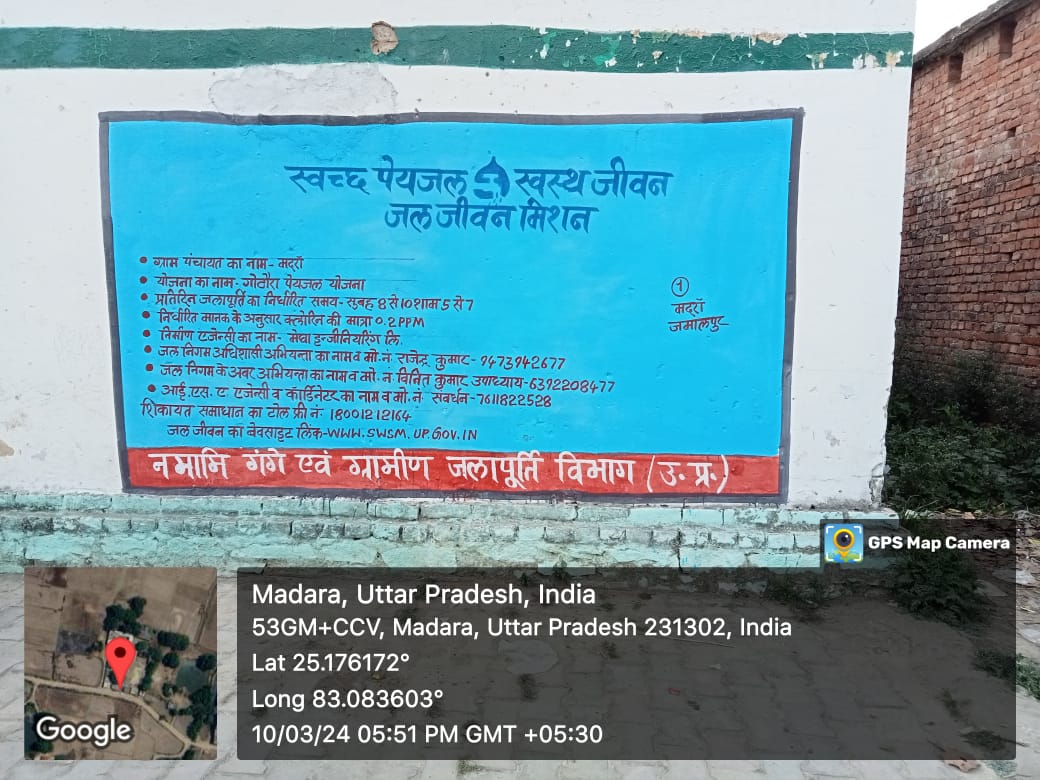 स्वच्छ पेयजल स्वस्थ जीवन
जल जीवन मिशन
ग्राम पंचायत का नाम- मदरॉ
योजना का नाम- गोठौरा पेयजल योजना
प्रतिदिन जलापूर्ति का निर्धारित समय- सुबह 8 से 10 शाम 5 से 7
निर्धारित मानक के अनुसार क्लोरिन की मात्रा 0.2 PPM
निर्माण एजेन्सी का नाम- मेघा इन्जीनियरिंग लि.
जल निगम अधिशासी अभियन्ता का नाम व मो.नं. राजेन्द्र कुमार- 9473942677
जल निगम के अवर अभियन्ता का नाम व मो. नं. विनित कुमार उपाध्याय-6392208477
आई.एस.ए एजेन्सी व कॉर्डिनेटर का नाम व मो.नं संवर्धन-7611822528
शिकायत समाधात का टोल फ्री नं- 18001212164
जल जीवन का बेवसाइट लिंक-WWW.SWSM.UP.GOV.IN
1
मदरॉ
जमालपुर
नमामि गंगे एवं ग्रामीण जलापूर्ति विभाग (उ. प्र.)
GPS Map Camera
Google
Madara, Uttar Pradesh, India
53GM+CCV, Madara, Uttar Pradesh 231302, India
Lat 25.176172°
Long 83.083603°
10/03/24 05:51 PM GMT +05:30